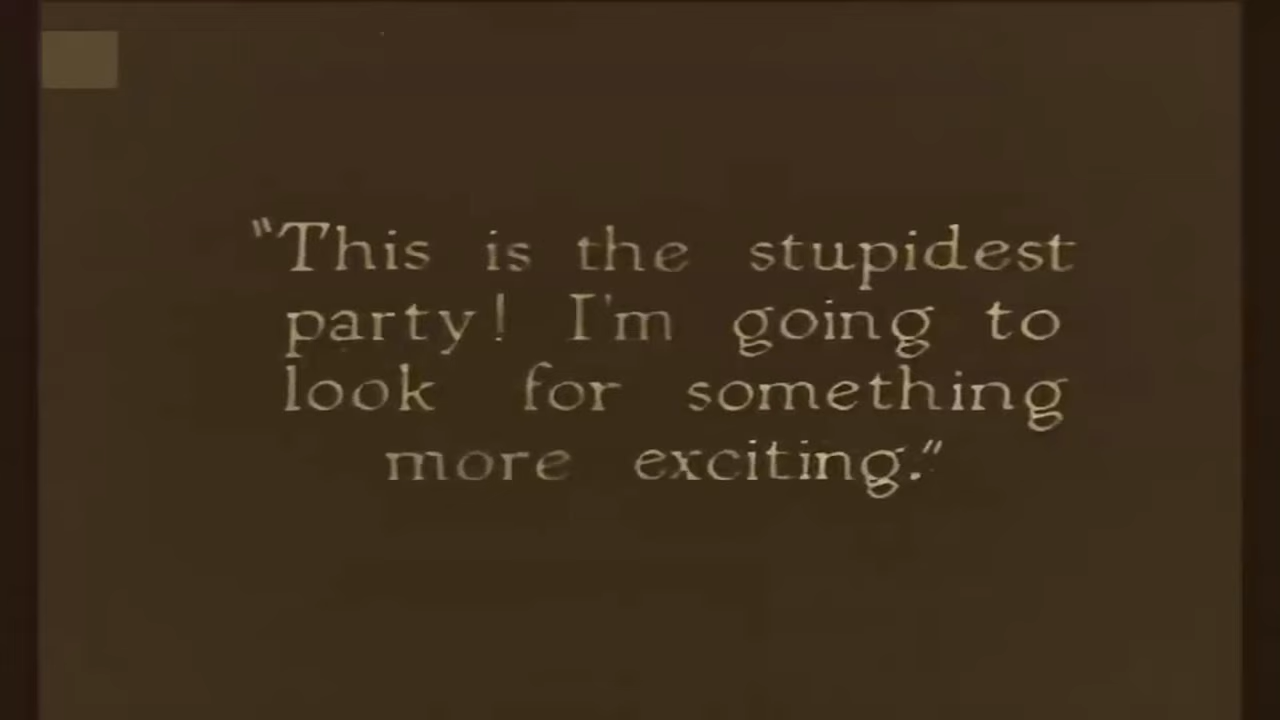 "This is the stupidest
party! I'm going to
look for something
more exciting."